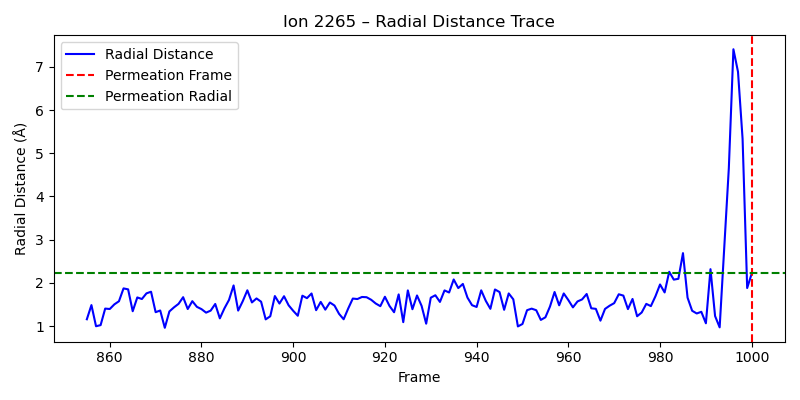 Ion 2265 – Radial Distance Trace
Radial Distance
Permeation Frame
Permeation Radial
Radial Distance (Å)
7
6
5
4
3
2
1
860 880 900 920 940 960 980 1000
Frame